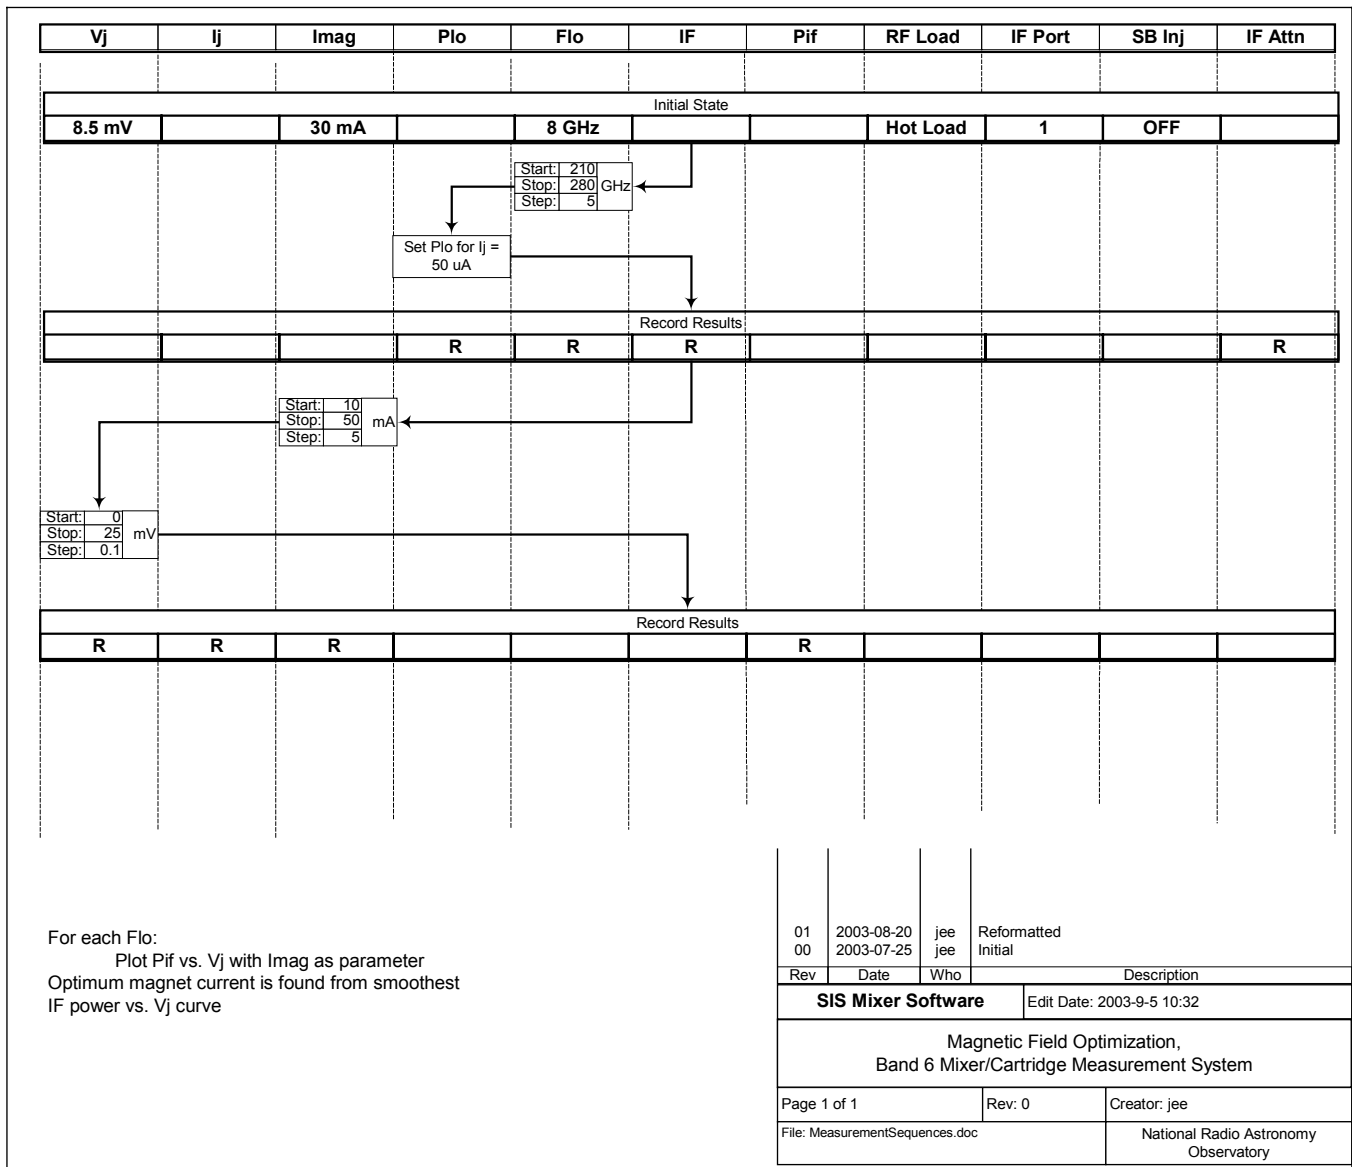 Vj Ij Imag Plo Flo IF Pif RF Load IF Port SB Inj IF Attn
Initial State
8.5 mV 30 mA 8 GHz Hot Load 1 OFF
Start: 210
Stop: 280 GHz
Step: 5
Set Plo for Ij =
50 uA
Record Results
R R R R
Start: 10
Stop: 50 mA
Step: 5
Start: 0
Stop: 25 mV
Step: 0.1
Record Results
R R R R
For each Flo:
Plot Pif vs. Vj with Imag as parameter
Optimum magnet current is found from smoothest
IF power vs. Vj curve
01 2003-08-20 jee Reformatted
00 2003-07-25 jee Initial
Rev Date Who Description
SIS Mixer Software Edit Date: 2003-9-5 10:32
Magnetic Field Optimization,
Band 6 Mixer/Cartridge Measurement System
Page 1 of 1 Rev: 0 Creator: jee
File: MeasurementSequences.doc National Radio Astronomy
Observatory